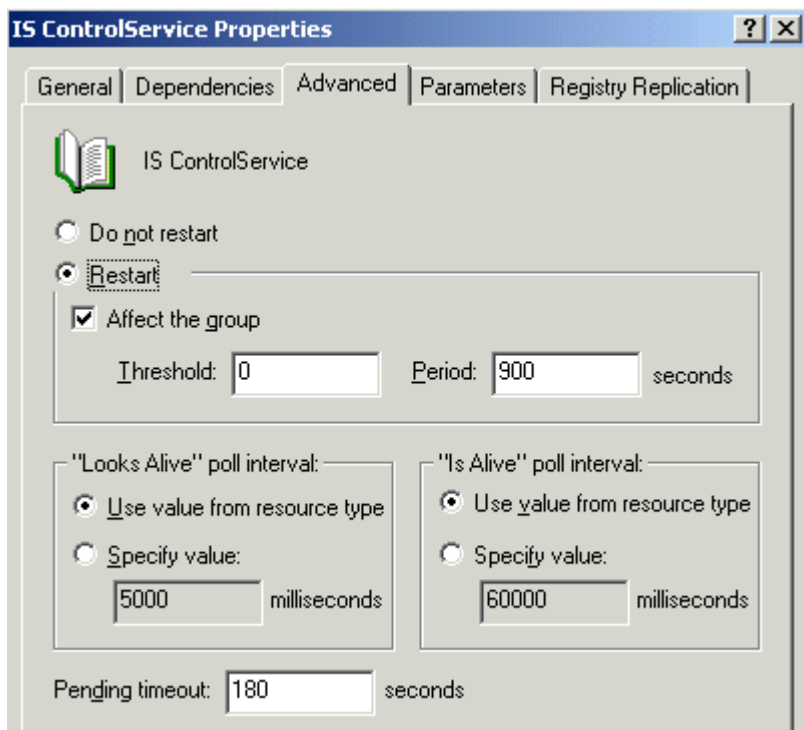 IS ControlService Properties
General Dependencies Advanced Parameters Registry Replication
IS ControlService
Do not restart
Restart
Affect the group
Threshold: 0 Period: 900 seconds
"Looks Alive" poll interval: "Is Alive" poll interval:
Use value from resource type Use value from resource type
Specify value: Specify value:
5000 milliseconds 60000 milliseconds
Pending timeout: 180 seconds